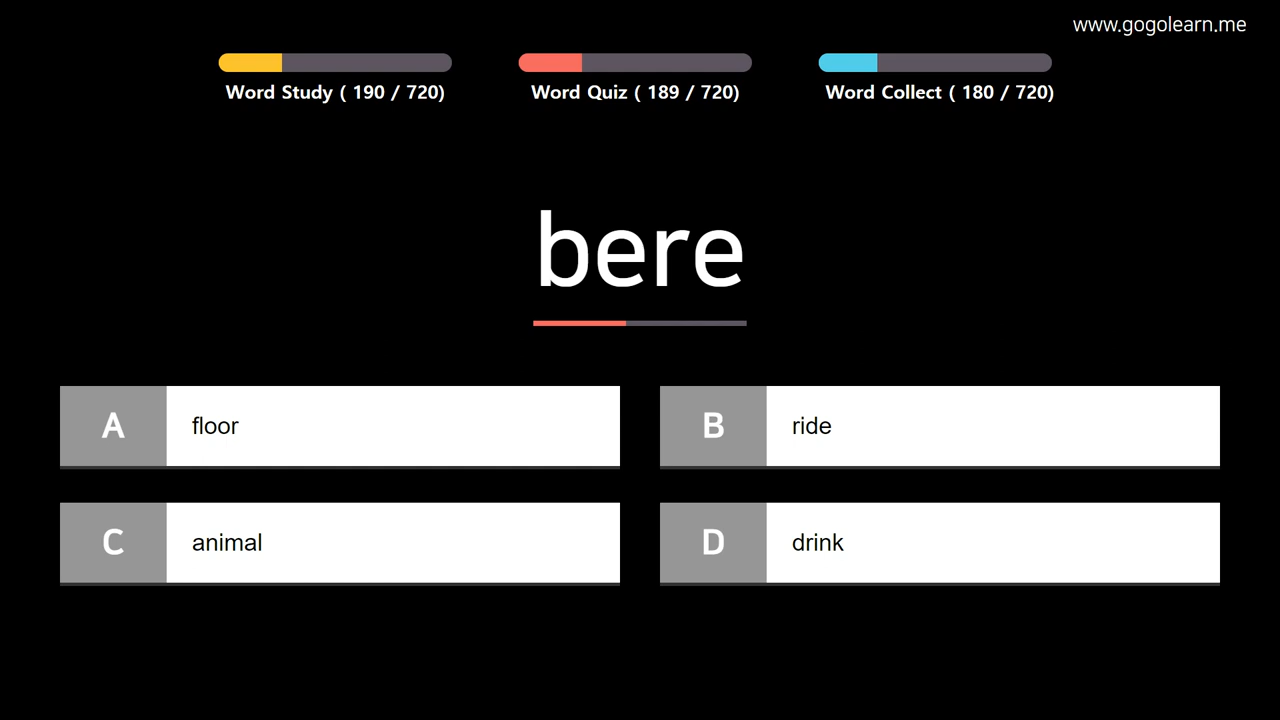 www.gogolearn.me
Word Study ( 190 / 720)
Word Quiz ( 189 / 720)
Word Collect ( 180 / 720)
bere
A floor
B ride
C animal
D drink